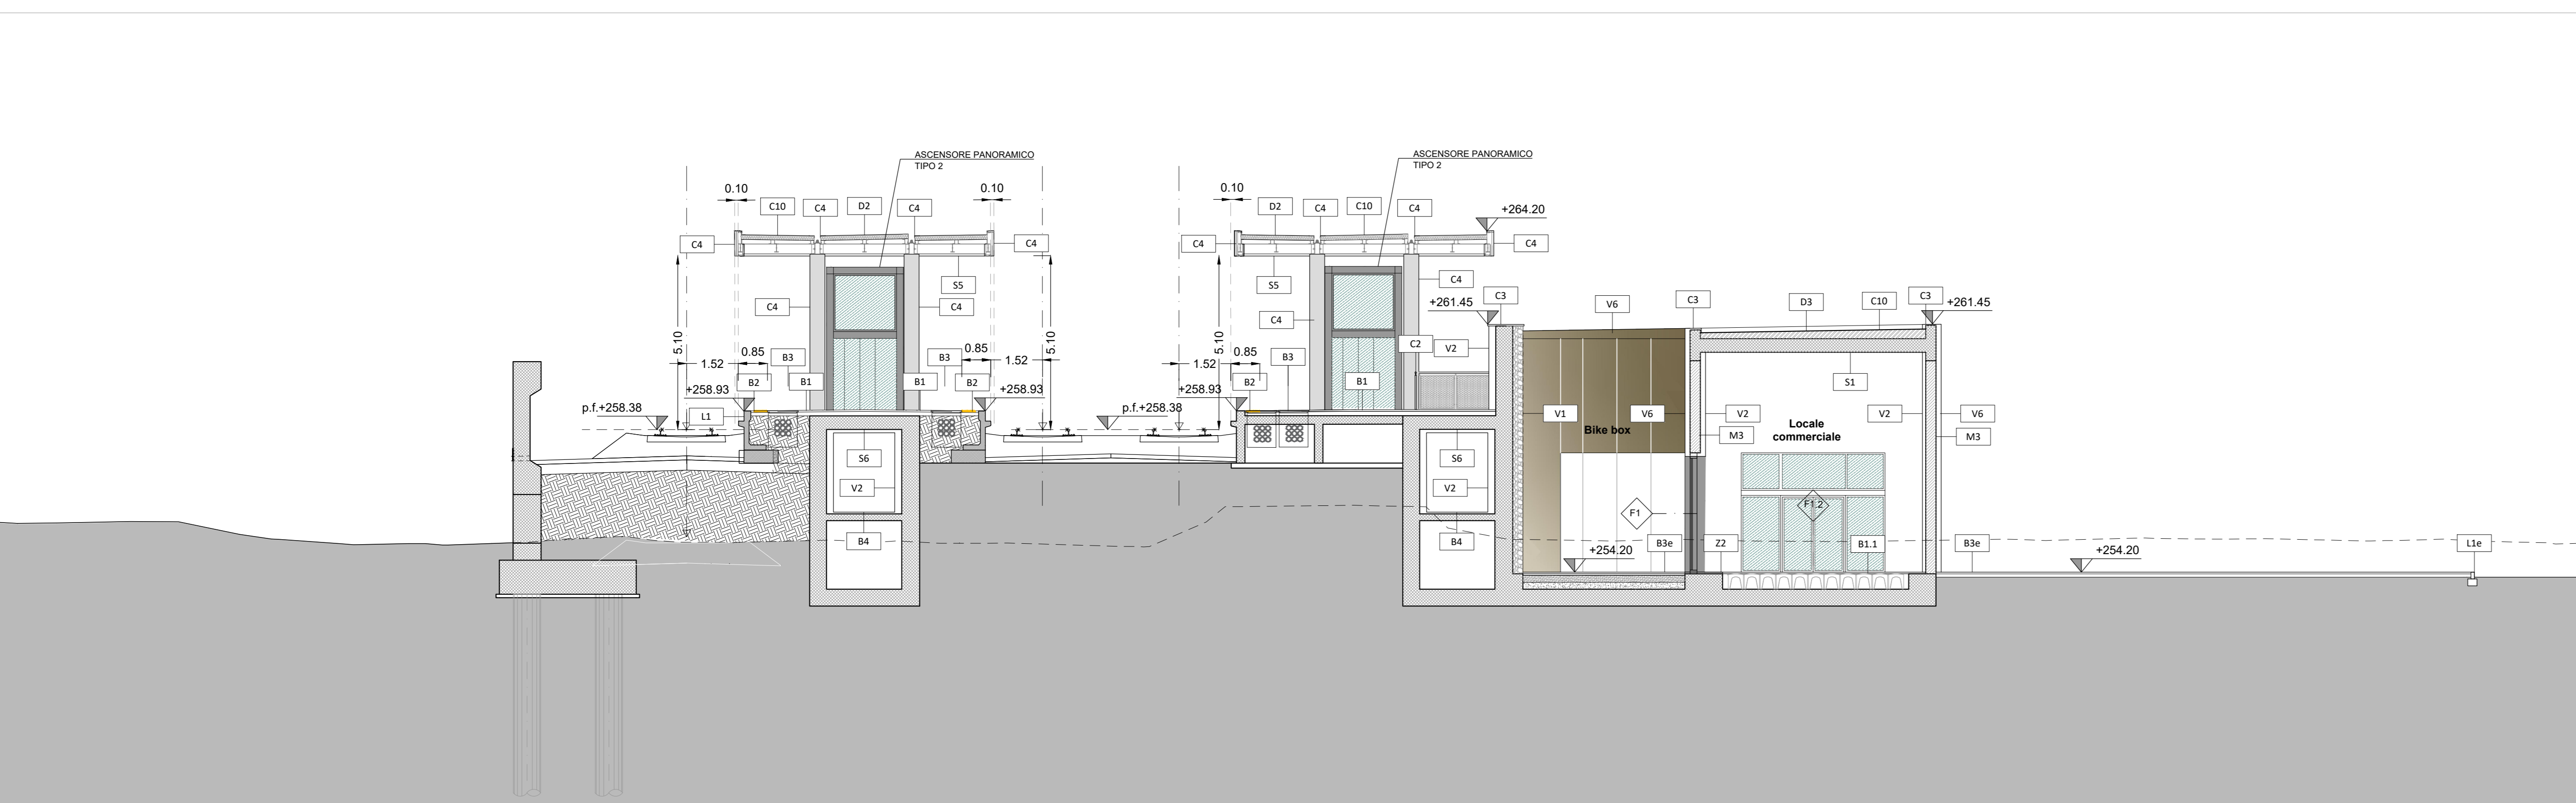 ASCENSORE PANORAMICO
TIPO 2
ASCENSORE PANORAMICO
TIPO 2
0.10
0.10
0.10
C10
C4
D2
C4
D2
C4
C10
C4
+264.20
C4
C4
C4
C4
S5
S5
C4
C4
C4
C4
+261.45
C3
V6
C3
D3
C10
C3
+261.45
5.10
5.10
5.10
C2
V2
1.52
0.85
B3
B3
0.85
1.52
1.52
0.85
B3
B2
B1
B1
B2
B2
B1
S1
+258.93
+258.93
+258.93
p.f.+258.38
L1
p.f.+258.38
V1
V6
V2
V2
V6
Bike box
Locale
commerciale
M3
M3
S6
S6
V2
V2
F1
F1.2
B4
B4
+254.20
B3e
Z2
B1.1
B3e
+254.20
L1e